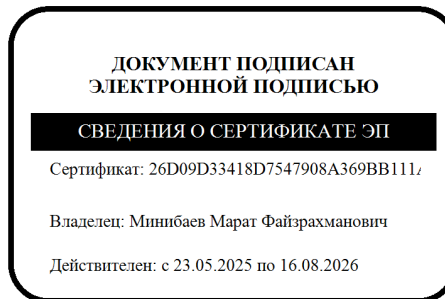 ДОКУМЕНТ ПОДПИСАН
ЭЛЕКТРОННОЙ ПОДПИСЬЮ
СВЕДЕНИЯ О СЕРТИФИКАТЕ ЭП
Сертификат: 26D09D33418D7547908A369BB111
Владелец: Минибаев Марат Файзрахманович
Действителен: с 23.05.2025 по 16.08.2026